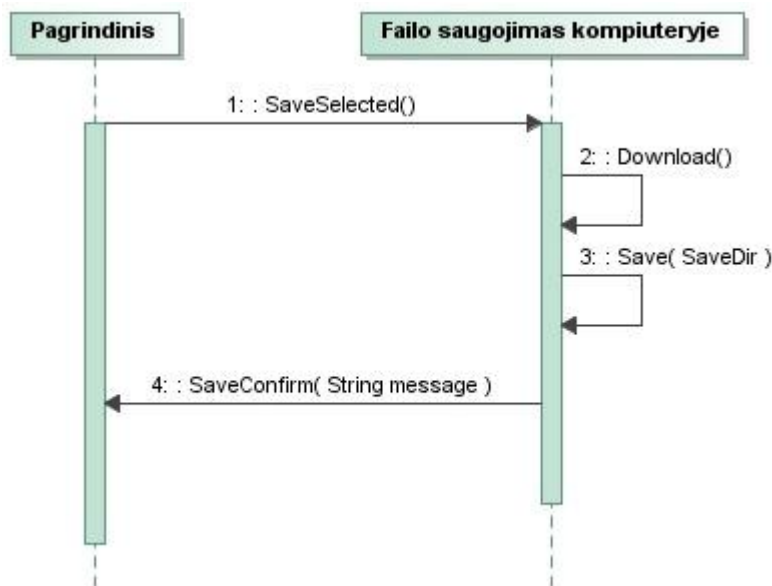 Pagrindinis
Failo saugojimas kompiuteryje
1: : SaveSelected()
2: : Download()
3: : Save( SaveDir )
4: : SaveConfirm( String message )